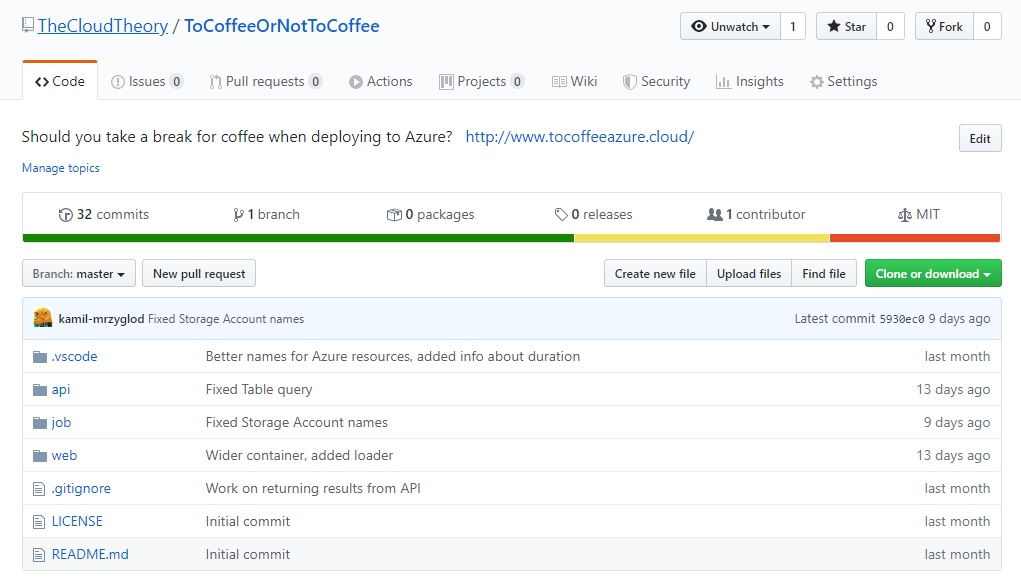 TheCloudTheory / ToCoffeeOrNotToCoffee Unwatch 1 Star 0 Fork 0
Code Issues 0 Pull requests 0 Actions Projects 0 Wiki Security Insights Settings
Should you take a break for coffee when deploying to Azure? http://www.tocoffeeazure.cloud/ Edit
Manage topics
32 commits 1 branch 0 packages 0 releases 1 contributor MIT
Branch: master New pull request Create new file Upload files Find file Clone or download
kamil-mrzyglod Fixed Storage Account names Latest commit 5930ec0 9 days ago
.vscode Better names for Azure resources, added info about duration last month
api Fixed Table query 13 days ago
job Fixed Storage Account names 9 days ago
web Wider container, added loader 13 days ago
.gitignore Work on returning results from API last month
LICENSE Initial commit last month
README.md Initial commit last month